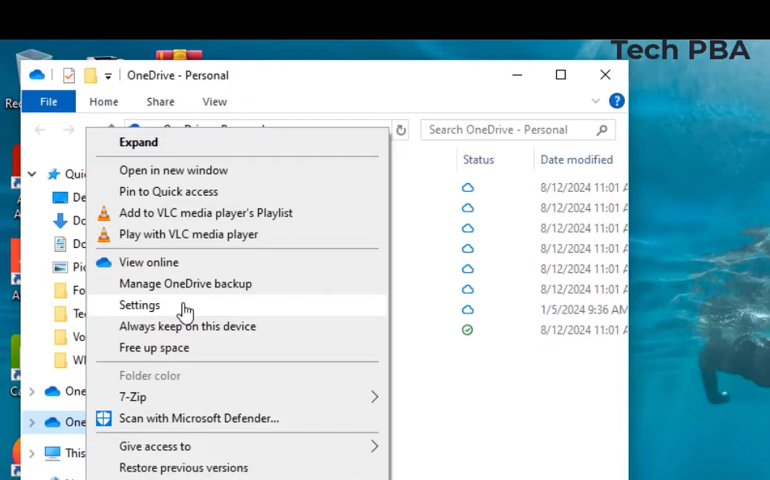 Tech PBA
OneDrive - Personal
File Home Share View
Search OneDrive - Personal
Expand
Status Date modified
Open in new window
Pin to Quick access
8/12/2024 11:01
Add to VLC media player's Playlist
8/12/2024 11:01
Play with VLC media player
8/12/2024 11:01
View online
8/12/2024 11:01
Manage OneDrive backup
8/12/2024 11:01
Settings
8/12/2024 11:01
1/5/2024 9:36 AM
Always keep on this device
8/12/2024 11:01
Free up space
Folder color
7-Zip
Scan with Microsoft Defender...
This
Give access to
Restore previous versions